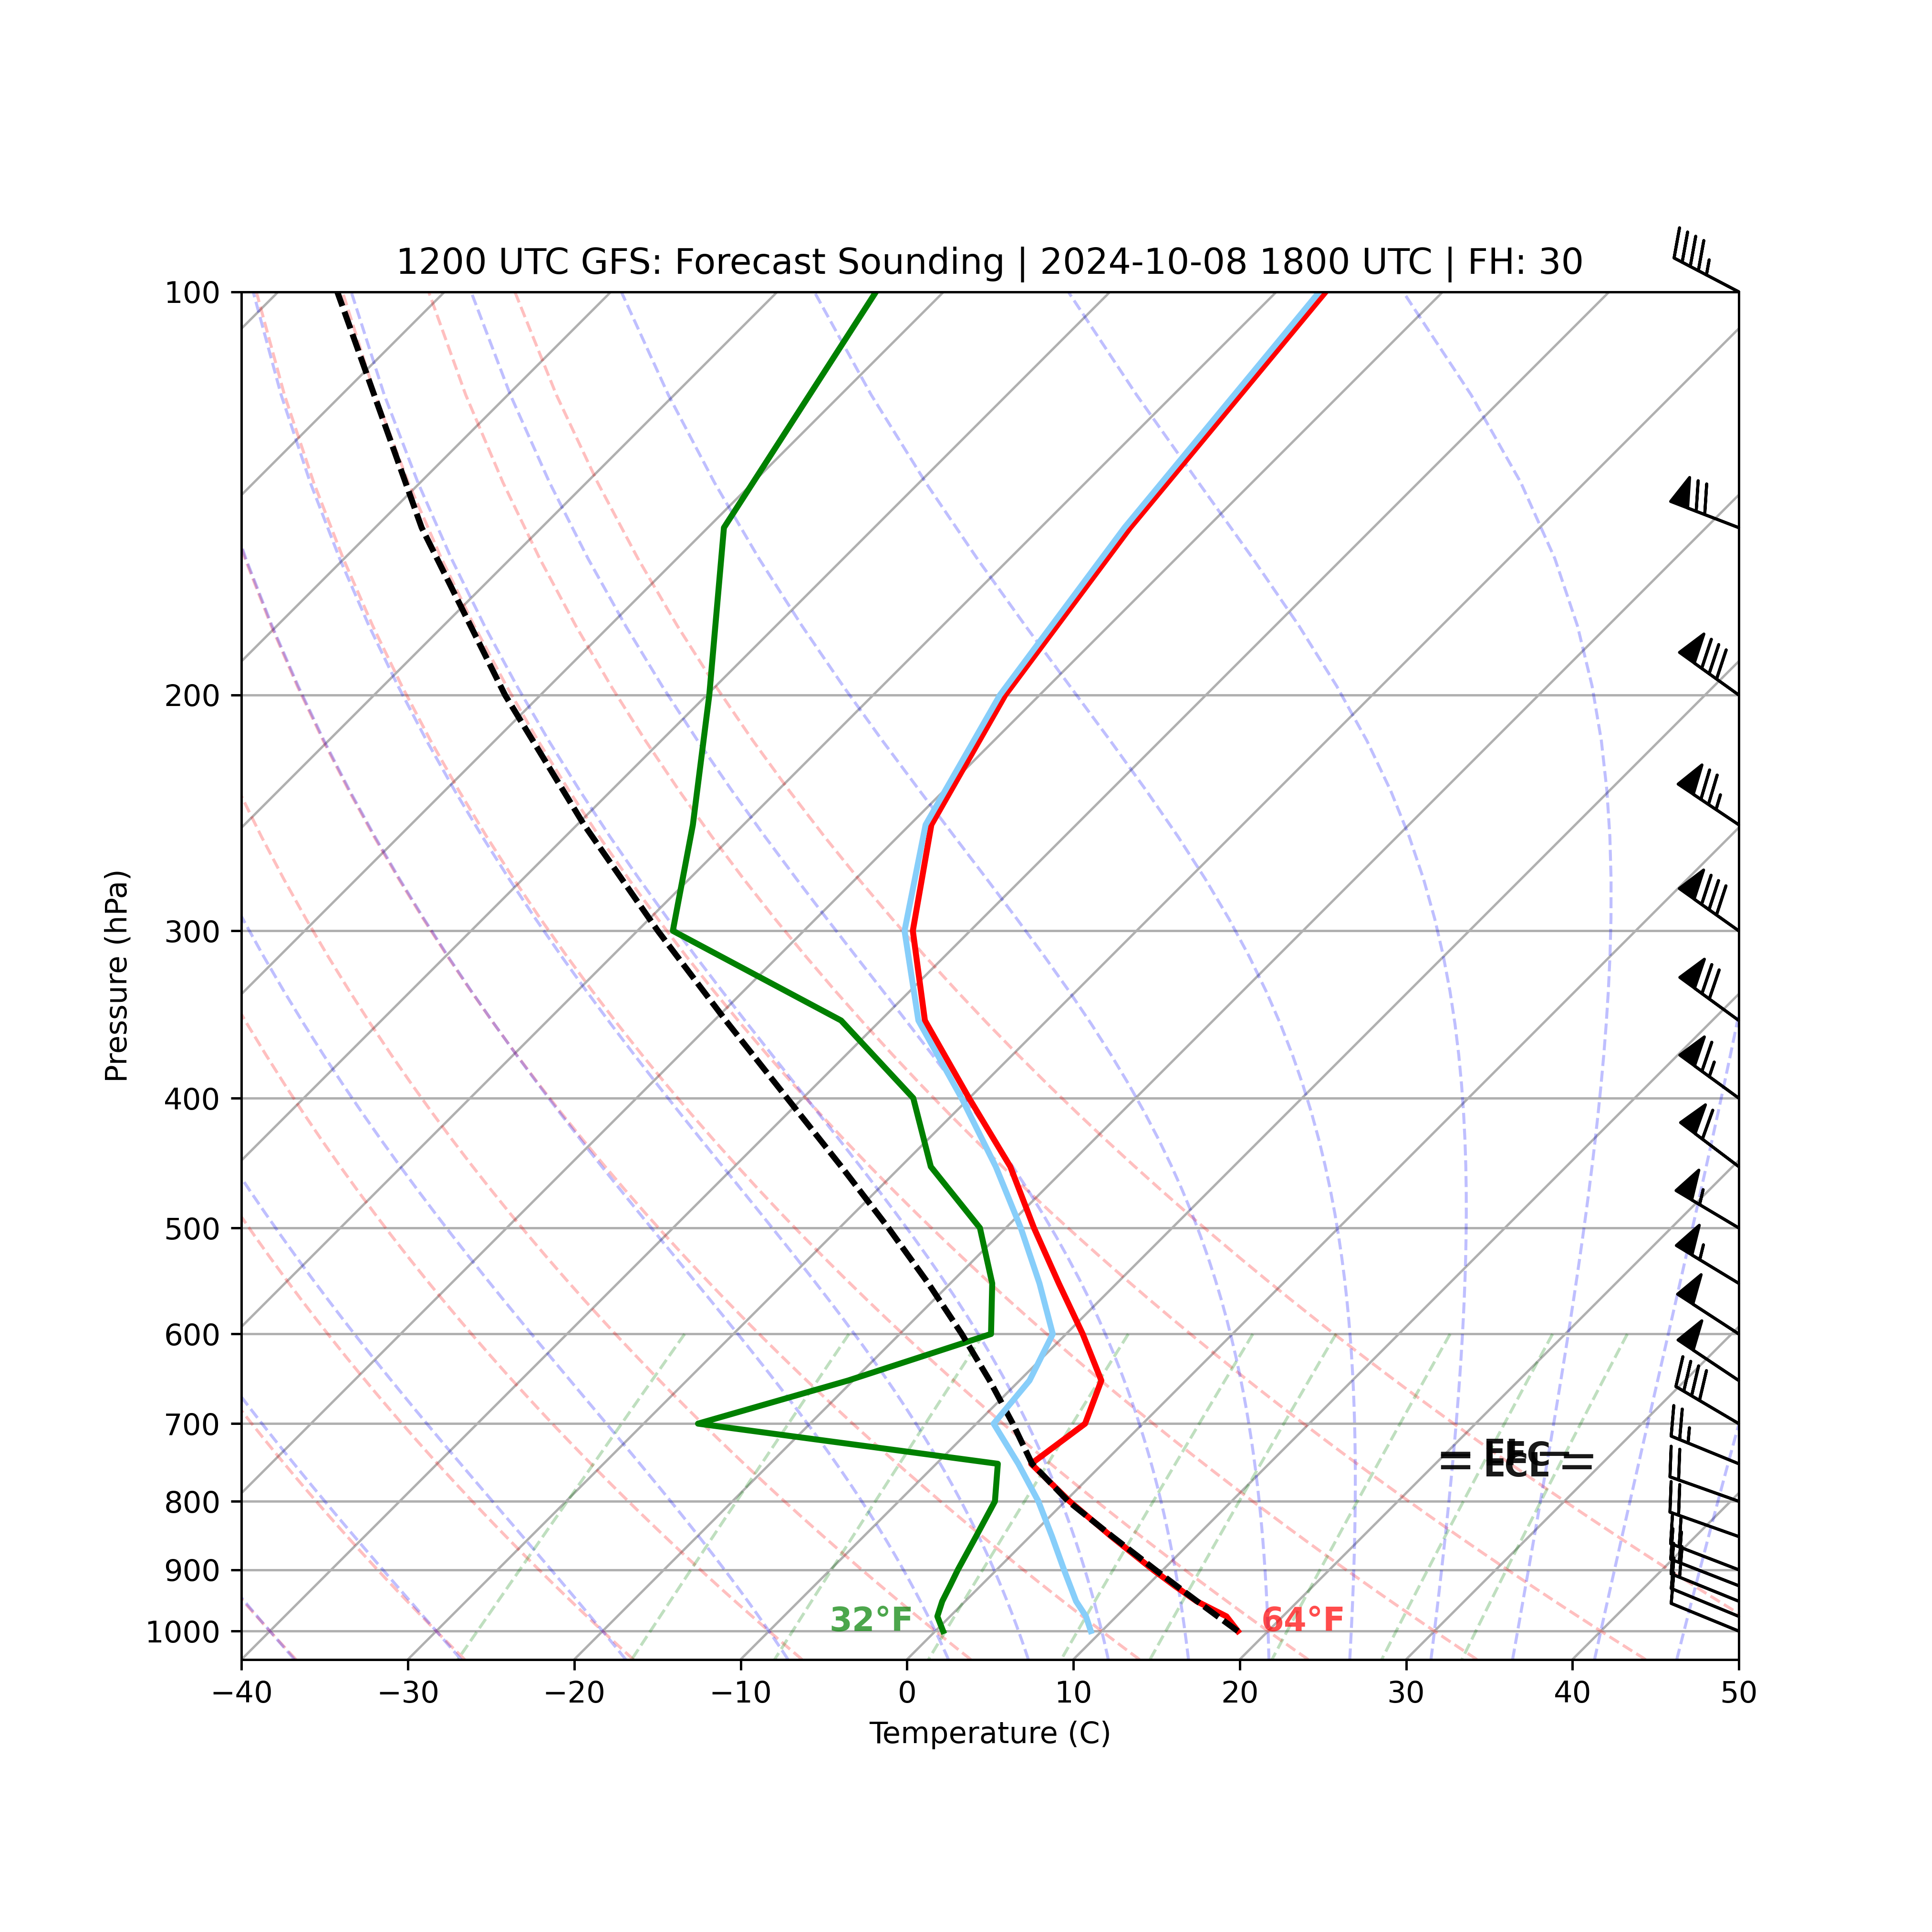 1200 UTC GFS: Forecast Sounding | 2024-10-08 1800 UTC | FH: 30
100
200
300
400
500
600
700
800
900
1000
Pressure (hPa)
32°F
64°F
−40 −30 −20 −10 0 10 20 30 40 50
Temperature (C)